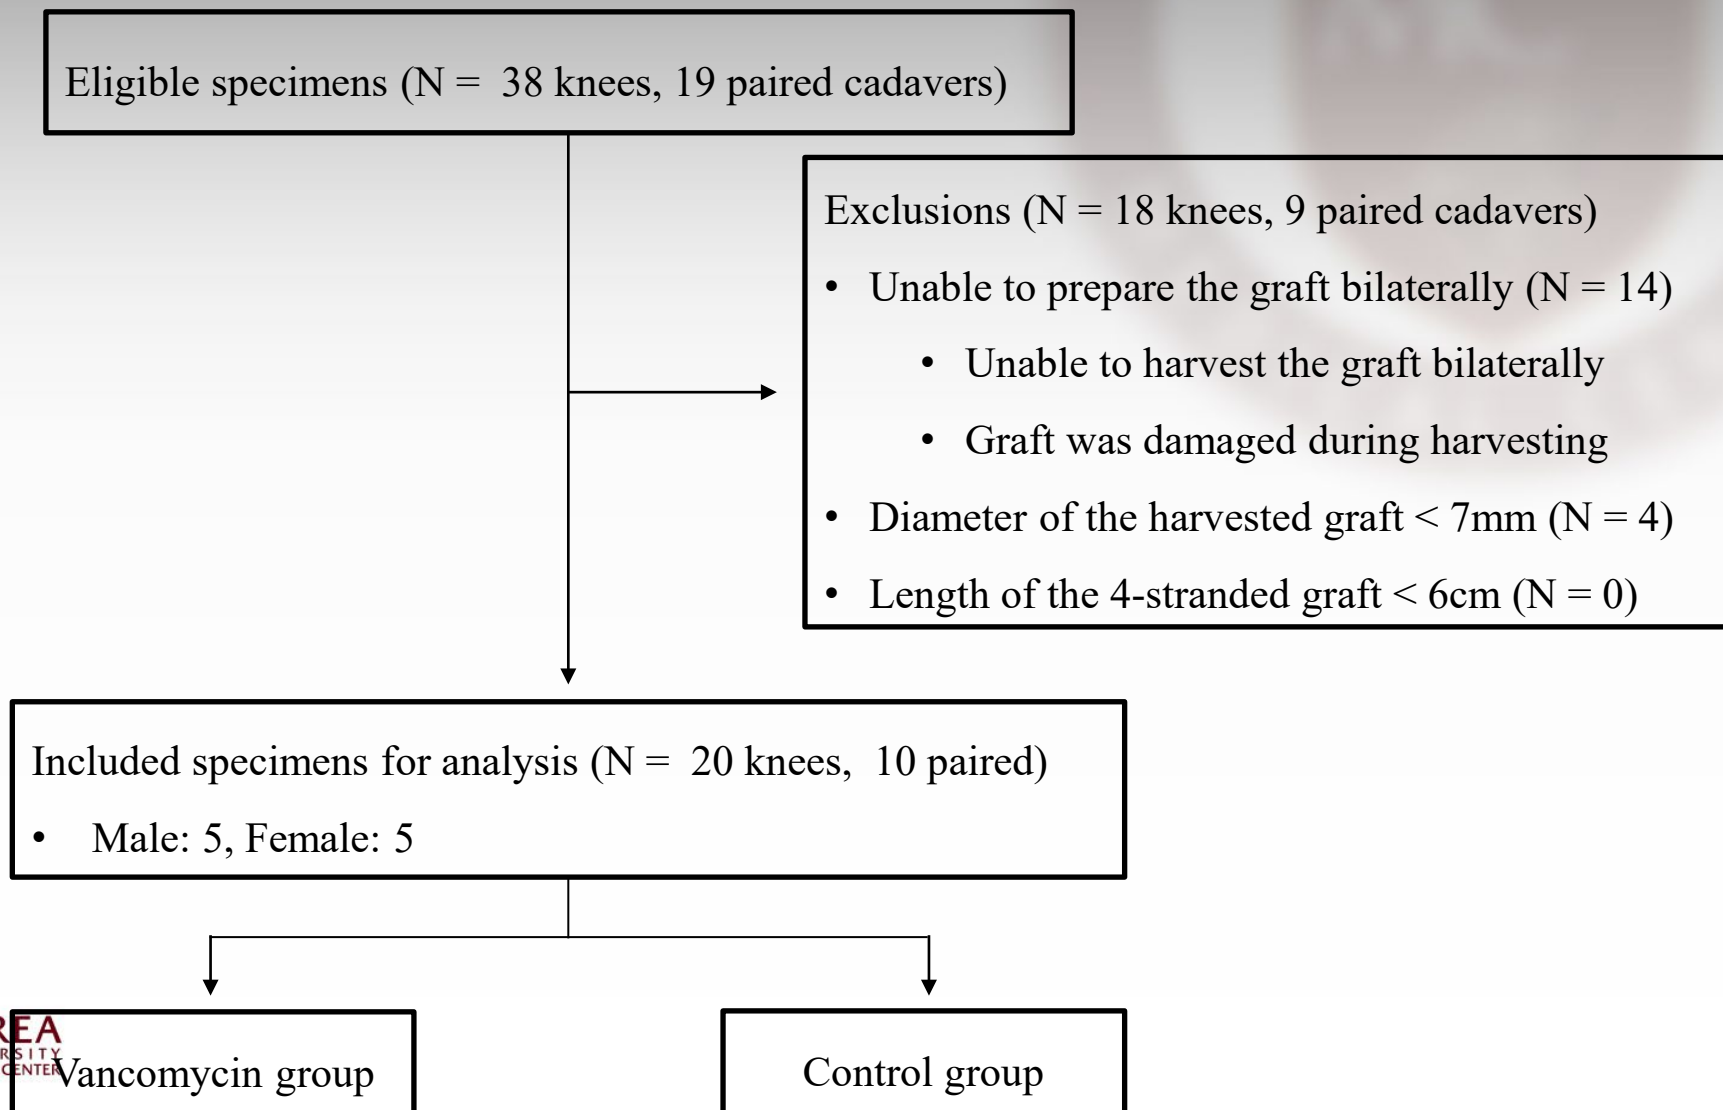 Eligible specimens (N = 38 knees, 19 paired cadavers)
Exclusions (N = 18 knees, 9 paired cadavers)
• Unable to prepare the graft bilaterally (N = 14)
• Unable to harvest the graft bilaterally
• Graft was damaged during harvesting
• Diameter of the harvested graft < 7mm (N = 4)
• Length of the 4-stranded graft < 6cm (N = 0)
Included specimens for analysis (N = 20 knees, 10 paired)
• Male: 5, Female: 5
REA
RSITY
CENTER
Vancomycin group
Control group